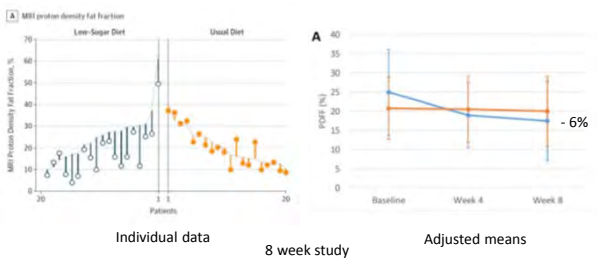 A MRI proton density fat fraction
Low-Sugar Diet
Usual Diet
MRI Proton Density Fat Fraction, %
70
60
50
40
30
20
10
0
20
1
1
20
Patients
Individual data
A
PDFF (%)
40
35
30
25
20
15
10
5
0
- 6%
Baseline
Week 4
Week 8
Adjusted means
8 week study